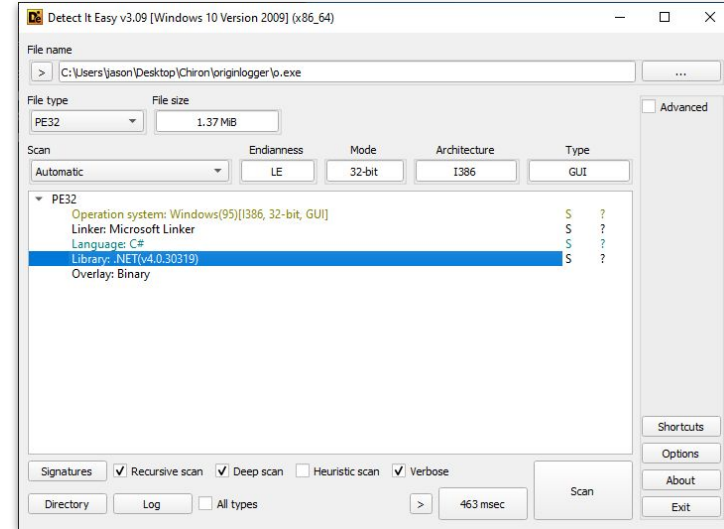 Detect It Easy v3.09 [Windows 10 Version 2009] (x86_64)
File name
> C:\Users\jason\Desktop\Chiron\originlogger\o.exe ...
File type File size
PE32 1.37 MiB Advanced
Scan Endianness Mode Architecture Type
Automatic LE 32-bit I386 GUI
PE32
Operation system: Windows(95)[I386, 32-bit, GUI] S ?
Linker: Microsoft Linker S ?
Language: C# S ?
Library: .NET(v4.0.30319) S ?
Overlay: Binary
Shortcuts
Options
Signatures Recursive scan Deep scan Heuristic scan Verbose
About
Scan
Directory Log All types > 463 msec Exit